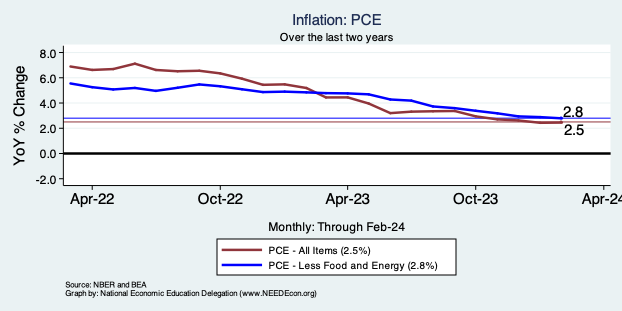 Inflation: PCE
Over the last two years
YoY % Change
8.0
6.0
4.0
2.0
0.0
-2.0
2.8
2.5
Apr-22 Oct-22 Apr-23 Oct-23 Apr-24
Monthly: Through Feb-24
PCE - All Items (2.5%)
PCE - Less Food and Energy (2.8%)
Source: NBER and BEA
Graph by: National Economic Education Delegation (www.NEEDEcon.org)